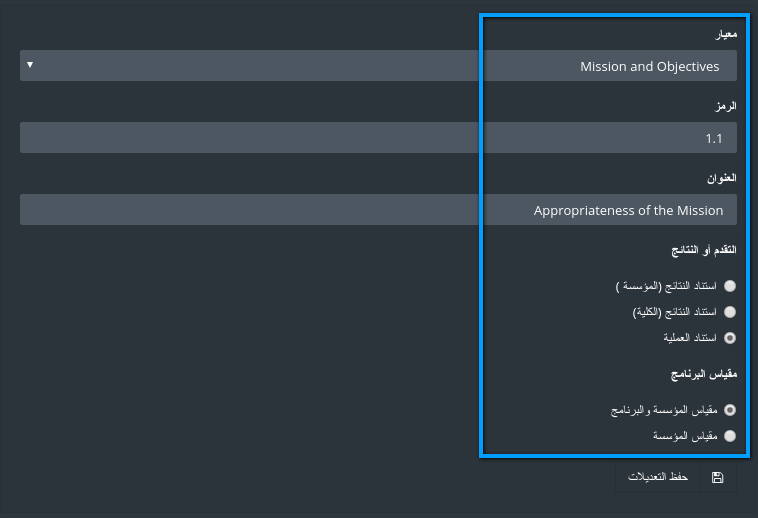 معيار
Mission and Objectives
الرمز
1.1
العنوان
Appropriateness of the Mission
التقدم أو النتائج
استناد النتائج (المؤسسة )
استناد النتائج (الكلية)
استناد العملية
مقياس البرنامج
مقياس المؤسسة والبرنامج
مقياس المؤسسة
حفظ التعديلات